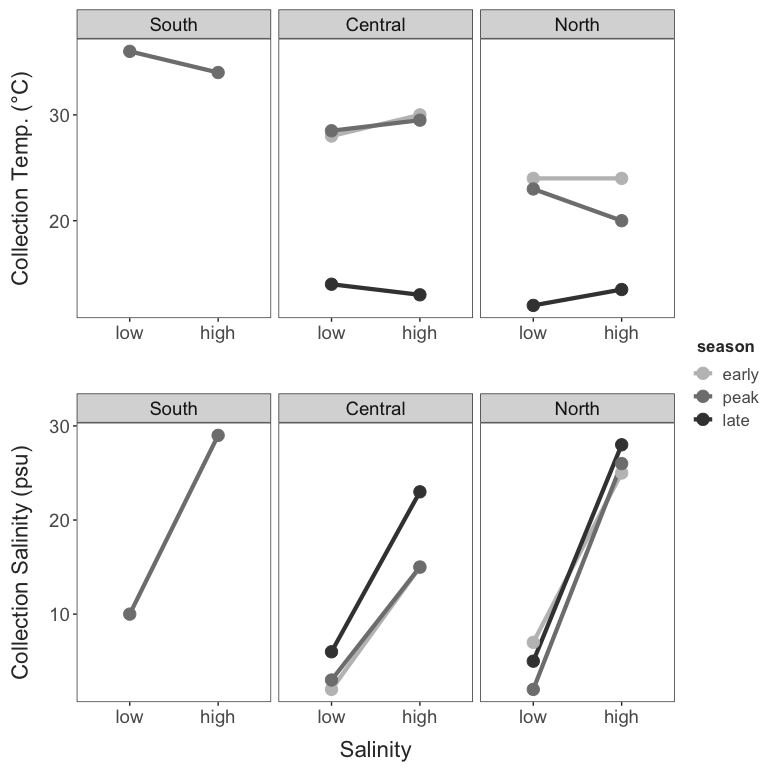 South Central North
Collection Temp. (°C)
30
20
low high low high low high
season
early
peak
late
South Central North
Collection Salinity (psu)
30
20
10
low high low high low high
Salinity